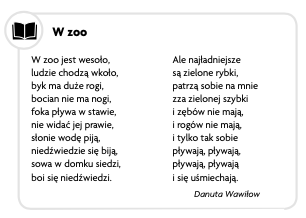 W zoo
W zoo jest wesoło,
ludzie chodzą wkoło,
byk ma duże rogi,
bocian nie ma nogi,
foka pływa w stawie,
nie widać jej prawie,
słonie wodę piją,
niedźwiedzie się biją,
sowa w domku siedzi,
boi się niedźwiedzi.
Ale najładniejsze
są zielone rybki,
patrzą sobie na mnie
zza zielonej szybki
i zębów nie mają,
i rogów nie mają,
i tylko tak sobie
pływają, pływają,
pływają, pływają
i się uśmiechają.
Danuta Wawiłow